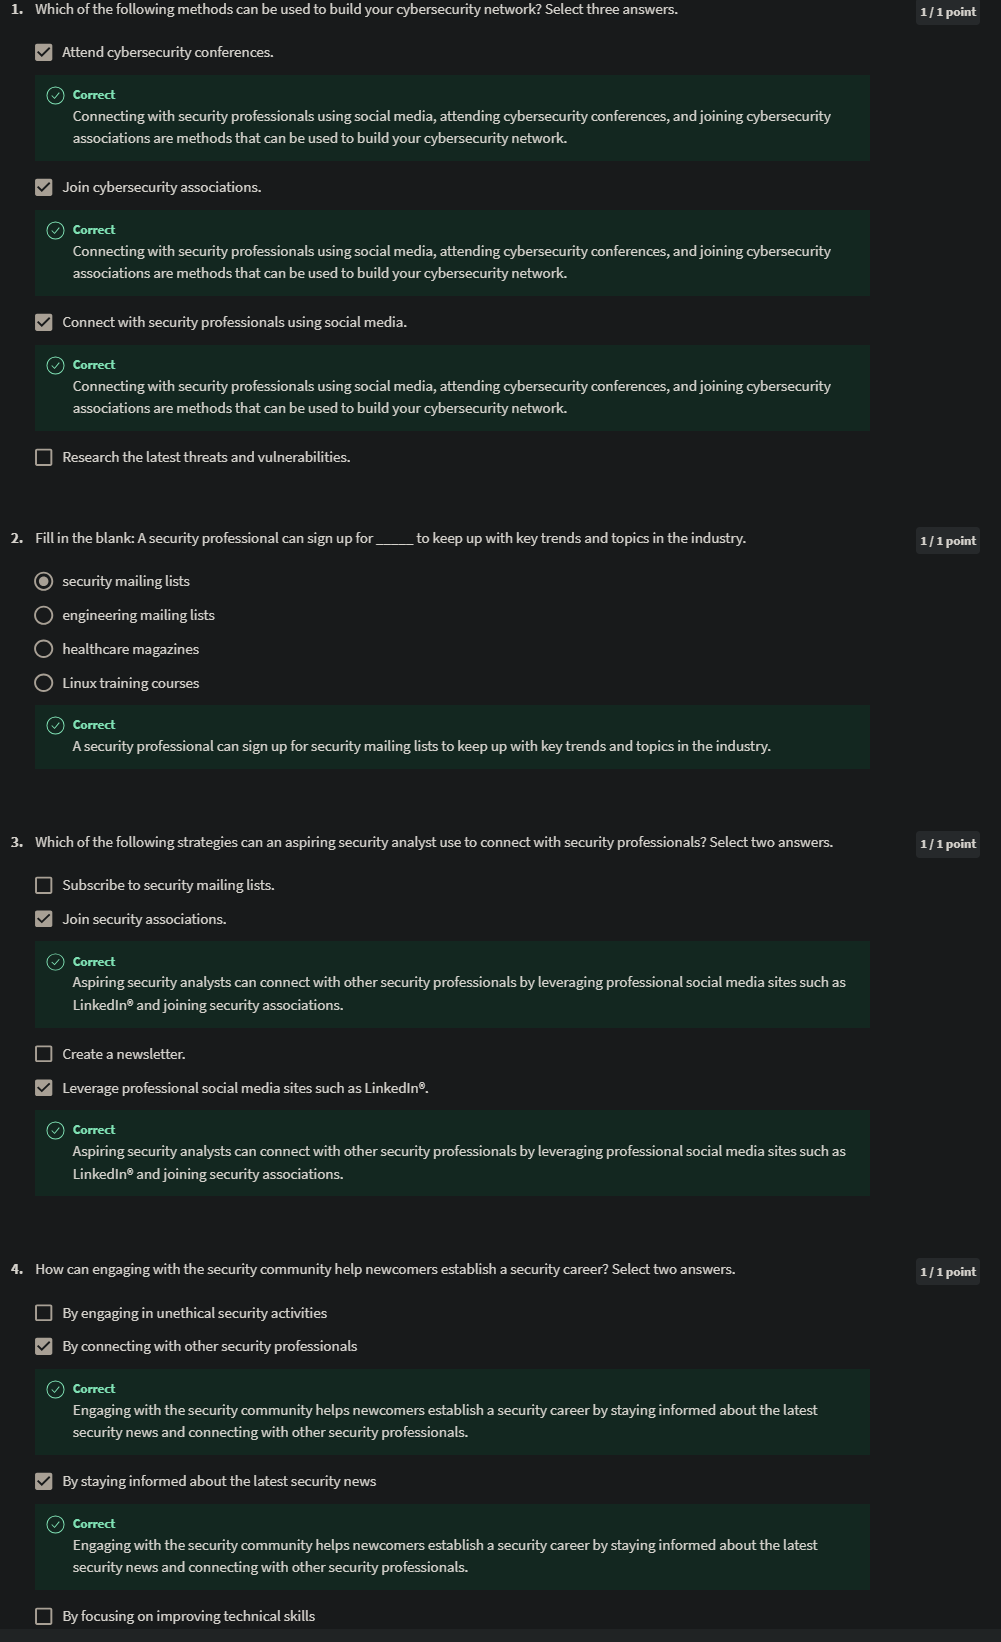 1. Which of the following methods can be used to build your cybersecurity network? Select three answers.
1 / 1 point
Attend cybersecurity conferences.
Correct
Connecting with security professionals using social media, attending cybersecurity conferences, and joining cybersecurity
associations are methods that can be used to build your cybersecurity network.
Join cybersecurity associations.
Correct
Connecting with security professionals using social media, attending cybersecurity conferences, and joining cybersecurity
associations are methods that can be used to build your cybersecurity network.
Connect with security professionals using social media.
Correct
Connecting with security professionals using social media, attending cybersecurity conferences, and joining cybersecurity
associations are methods that can be used to build your cybersecurity network.
Research the latest threats and vulnerabilities.
2. Fill in the blank: A security professional can sign up for _____ to keep up with key trends and topics in the industry.
1 / 1 point
security mailing lists
engineering mailing lists
healthcare magazines
Linux training courses
Correct
A security professional can sign up for security mailing lists to keep up with key trends and topics in the industry.
3. Which of the following strategies can an aspiring security analyst use to connect with security professionals? Select two answers.
1 / 1 point
Subscribe to security mailing lists.
Join security associations.
Correct
Aspiring security analysts can connect with other security professionals by leveraging professional social media sites such as
LinkedIn® and joining security associations.
Create a newsletter.
Leverage professional social media sites such as LinkedIn®.
Correct
Aspiring security analysts can connect with other security professionals by leveraging professional social media sites such as
LinkedIn® and joining security associations.
4. How can engaging with the security community help newcomers establish a security career? Select two answers.
1 / 1 point
By engaging in unethical security activities
By connecting with other security professionals
Correct
Engaging with the security community helps newcomers establish a security career by staying informed about the latest
security news and connecting with other security professionals.
By staying informed about the latest security news
Correct
Engaging with the security community helps newcomers establish a security career by staying informed about the latest
security news and connecting with other security professionals.
By focusing on improving technical skills